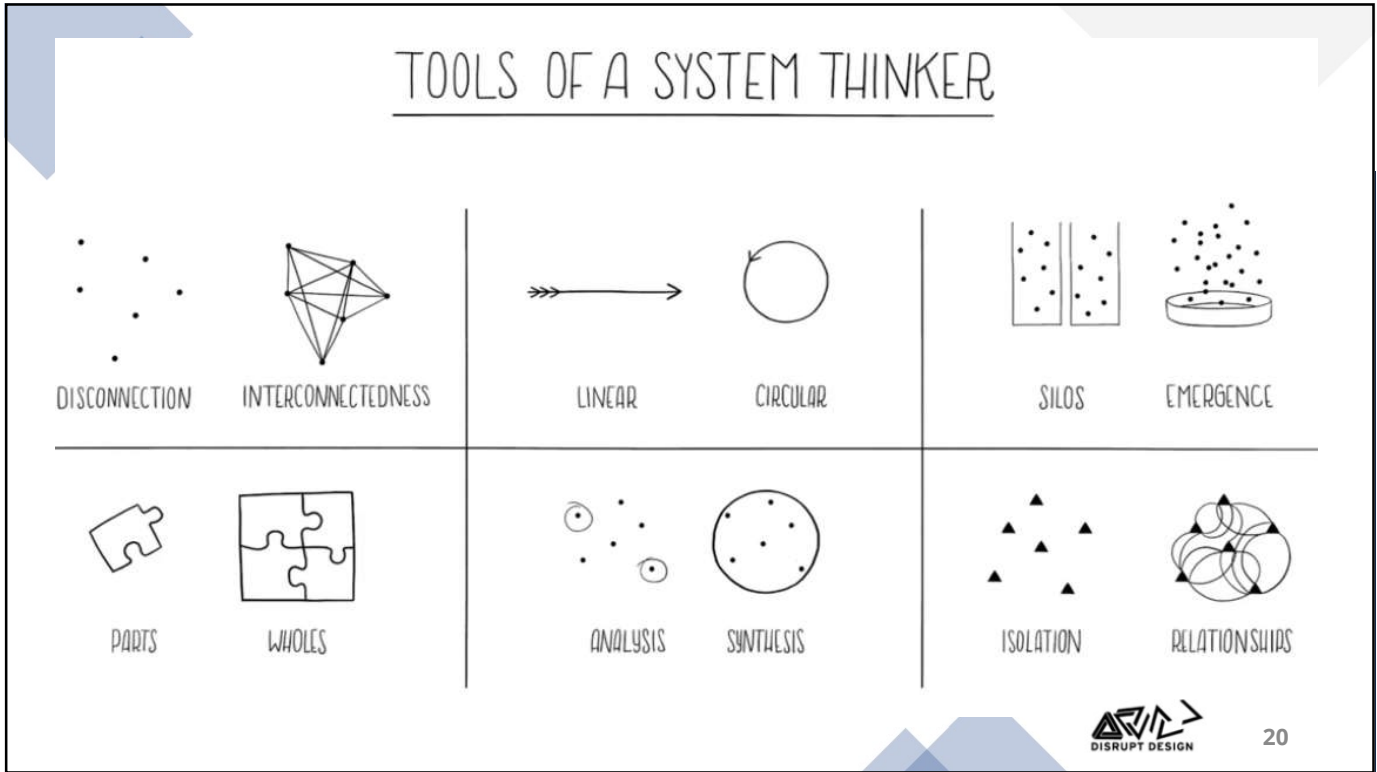 TOOLS OF A SYSTEM THINKER
DISCONNECTION INTERCONNECTEDNESS
LINEAR CIRCULAR
SILOS EMERGENCE
PARTS WHOLES
ANALYSIS SYNTHESIS
ISOLATION RELATIONSHIPS
DISRUPT DESIGN
20